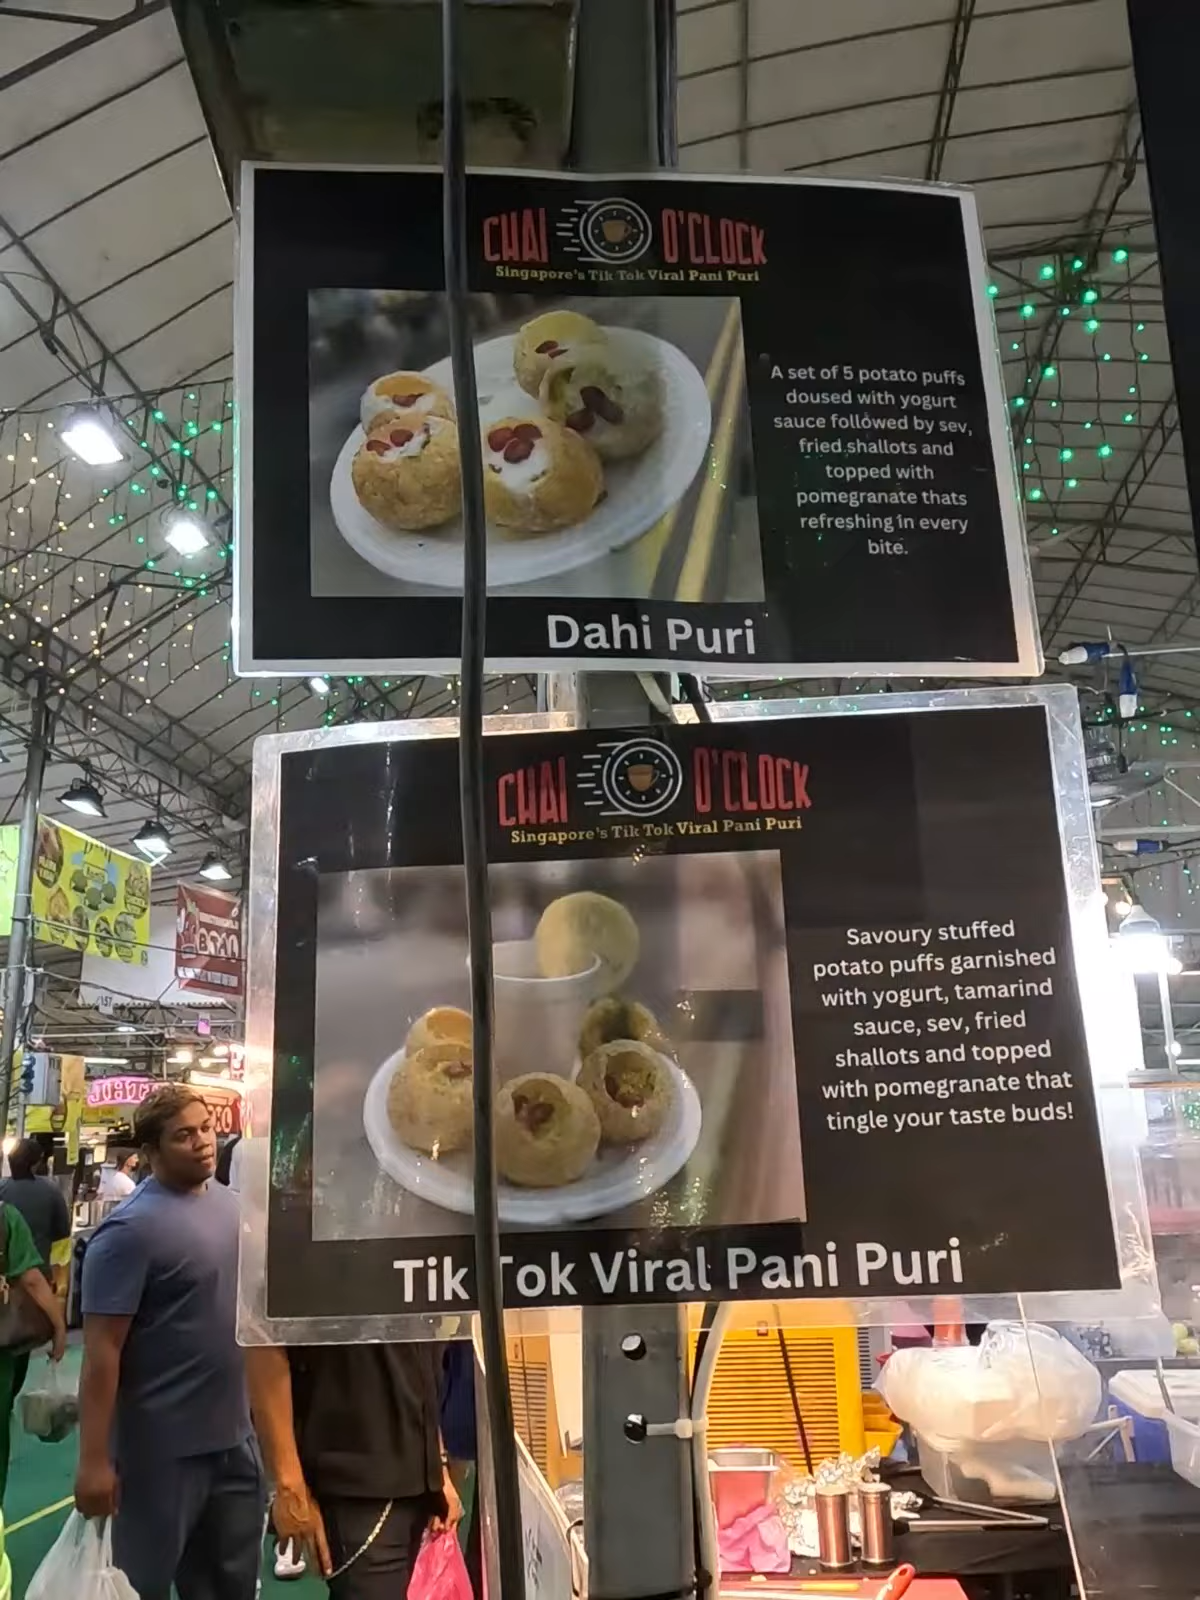 CHAI O'CLOCK
Singapore's Tik Tok Viral Pani Puri
A set of 5 potato puffs
doused with yogurt
sauce followed by sev,
fried shallots and
topped with
pomegranate thats
refreshing in every
bite.
Dahi Puri
CHAI O'CLOCK
Singapore's Tik Tok Viral Pani Puri
Savoury stuffed
potato puffs garnished
with yogurt, tamarind
sauce, sev, fried
shallots and topped
with pomegranate that
tingle your taste buds!
Tik Tok Viral Pani Puri